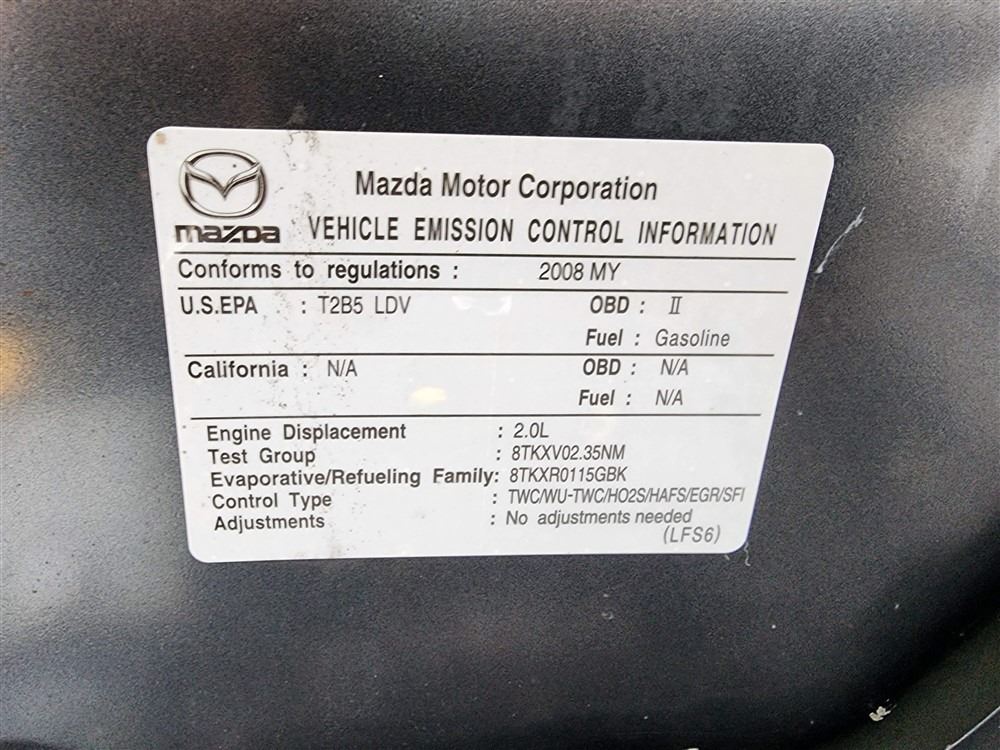 Mazda Motor Corporation
mazda VEHICLE EMISSION CONTROL INFORMATION
Conforms to regulations : 2008 MY
U.S.EPA : T2B5 LDV OBD : II
Fuel : Gasoline
California : N/A OBD : N/A
Fuel : N/A
Engine Displacement : 2.0L
Test Group : 8TKXV02.35NM
Evaporative/Refueling Family: 8TKXR0115GBK
Control Type : TWC/WU-TWC/HO2S/HAFS/EGR/SFI
Adjustments : No adjustments needed
(LFS6)